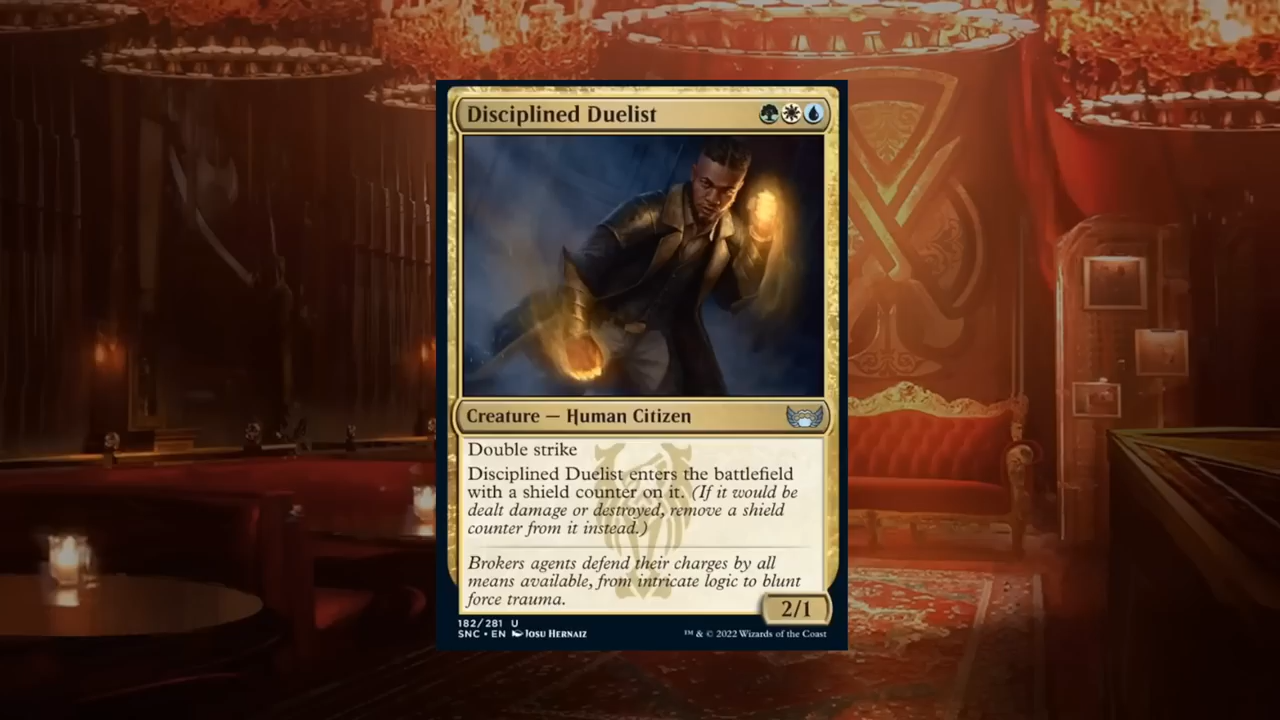 Disciplined Duelist
Creature — Human Citizen
Double strike
Disciplined Duelist enters the battlefield
with a shield counter on it. (If it would be
dealt damage or destroyed, remove a shield
counter from it instead.)
Brokers agents defend their charges by all
means available, from intricate logic to blunt
force trauma.
2/1
182/281 U
SNC • EN Josu Hernaiz
™ & © 2022 Wizards of the Coast